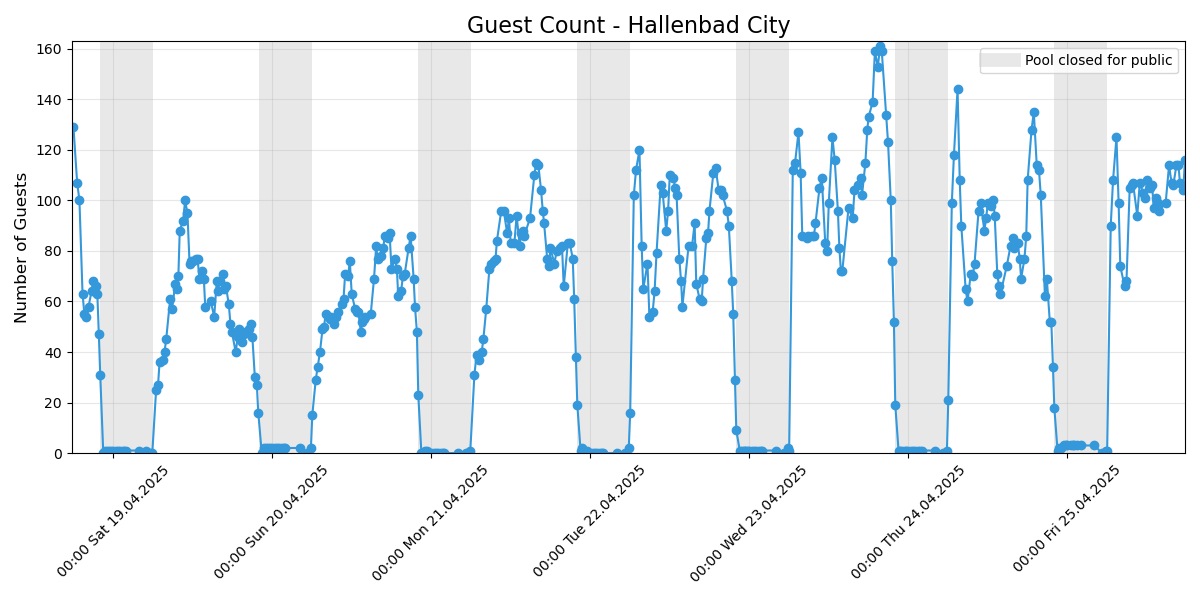 Guest Count - Hallenbad City
Pool closed for public
Number of Guests
160
140
120
100
80
60
40
20
0
00:00 Sat 19.04.2025
00:00 Sun 20.04.2025
00:00 Mon 21.04.2025
00:00 Tue 22.04.2025
00:00 Wed 23.04.2025
00:00 Thu 24.04.2025
00:00 Fri 25.04.2025